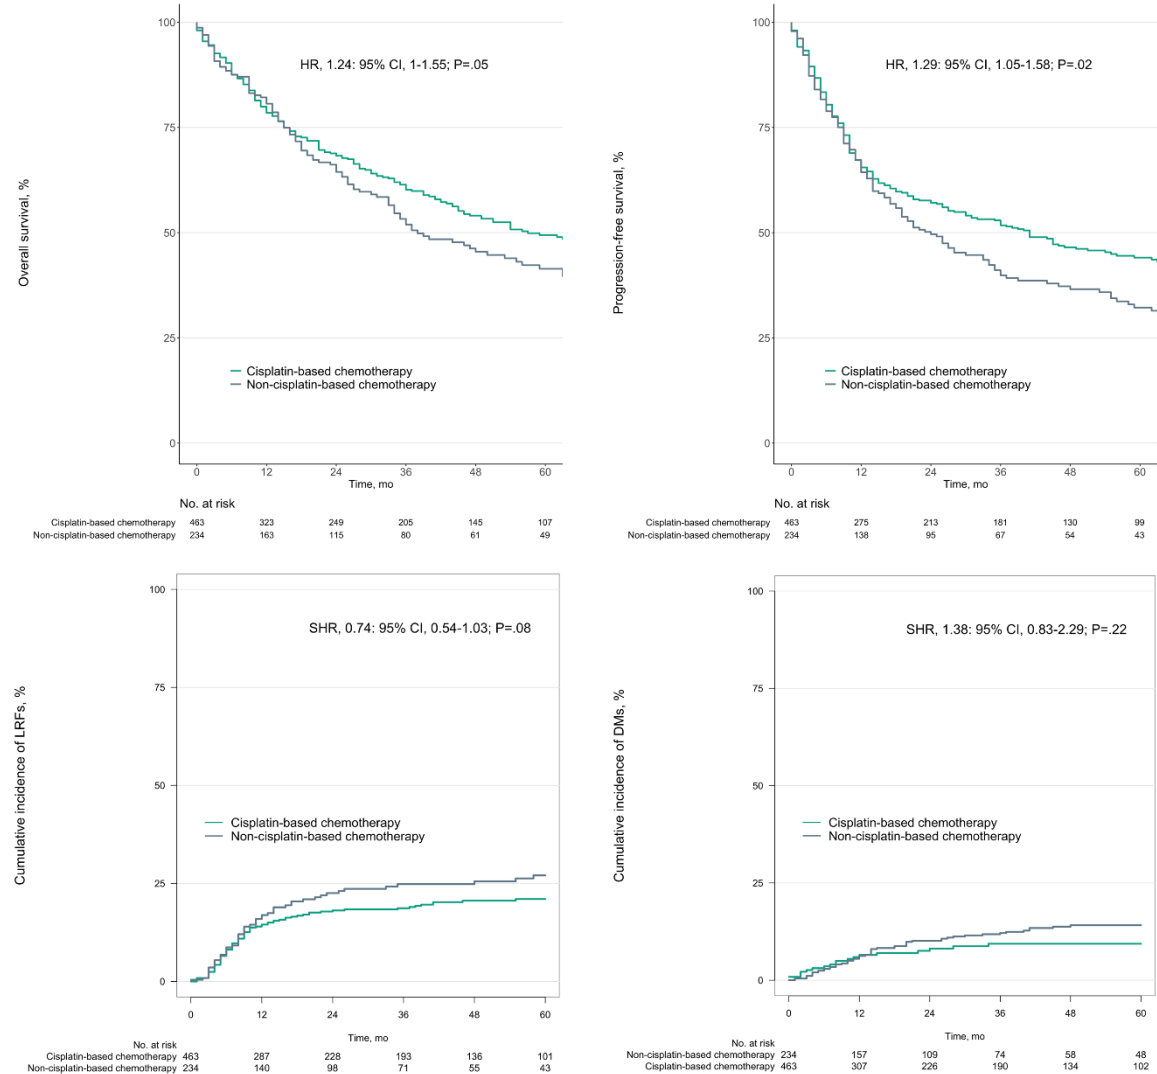 100
75
50
25
0
Overall survival, %
HR, 1.24: 95% CI, 1-1.55; P=.05
Cisplatin-based chemotherapy
Non-cisplatin-based chemotherapy
0 12 24 36 48 60
Time, mo
No. at risk
Cisplatin-based chemotherapy 463 323 249 205 145 107
Non-cisplatin-based chemotherapy 234 163 115 80 61 49
100
75
50
25
0
Progression-free survival, %
HR, 1.29: 95% CI, 1.05-1.58; P=.02
Cisplatin-based chemotherapy
Non-cisplatin-based chemotherapy
0 12 24 36 48 60
Time, mo
No. at risk
Cisplatin-based chemotherapy 463 275 213 181 130 99
Non-cisplatin-based chemotherapy 234 138 95 67 54 43
100
75
50
25
0
Cumulative incidence of LRFs, %
SHR, 0.74: 95% CI, 0.54-1.03; P=.08
Cisplatin-based chemotherapy
Non-cisplatin-based chemotherapy
0 12 24 36 48 60
Time, mo
No. at risk
Cisplatin-based chemotherapy 463 287 228 193 136 101
Non-cisplatin-based chemotherapy 234 140 98 71 55 43
100
75
50
25
0
Cumulative incidence of DMs, %
SHR, 1.38: 95% CI, 0.83-2.29; P=.22
Cisplatin-based chemotherapy
Non-cisplatin-based chemotherapy
0 12 24 36 48 60
Time, mo
No. at risk
Non-cisplatin-based chemotherapy 234 157 109 74 58 48
Cisplatin-based chemotherapy 463 307 226 190 134 102